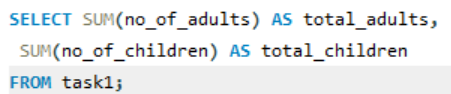 SELECT SUM(no_of_adults) AS total_adults,
SUM(no_of_children) AS total_children
FROM task1;